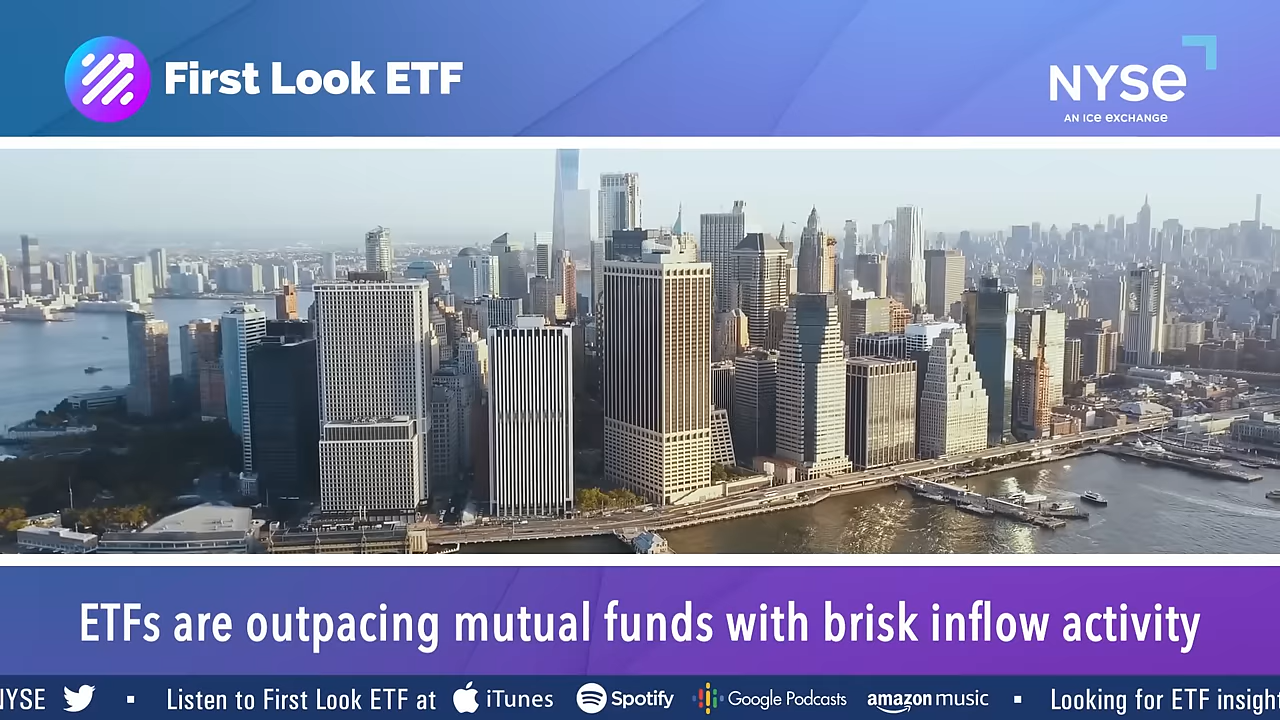 First Look ETF
NYSE
AN ICE EXCHANGE
ETFs are outpacing mutual funds with brisk inflow activity
NYSE ▪ Listen to First Look ETF at iTunes Spotify Google Podcasts amazon music ▪ Looking for ETF insigh